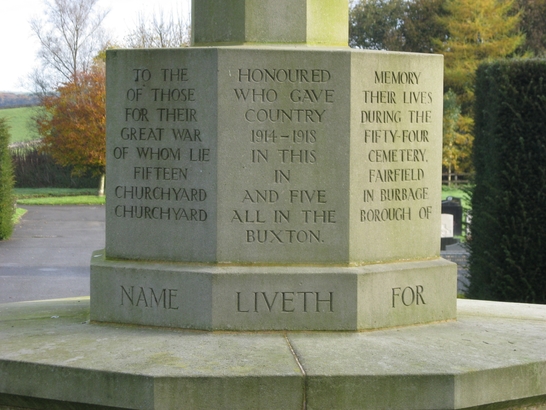 TO THE HONOURED MEMORY
OF THOSE WHO GAVE THEIR LIVES
FOR THEIR COUNTRY DURING THE
GREAT WAR 1914-1918 FIFTY-FOUR
OF WHOM LIE IN THIS CEMETERY,
FIFTEEN IN FAIRFIELD
CHURCHYARD AND FIVE IN BURBAGE
CHURCHYARD ALL IN THE BOROUGH OF
BUXTON.
NAME LIVETH FOR